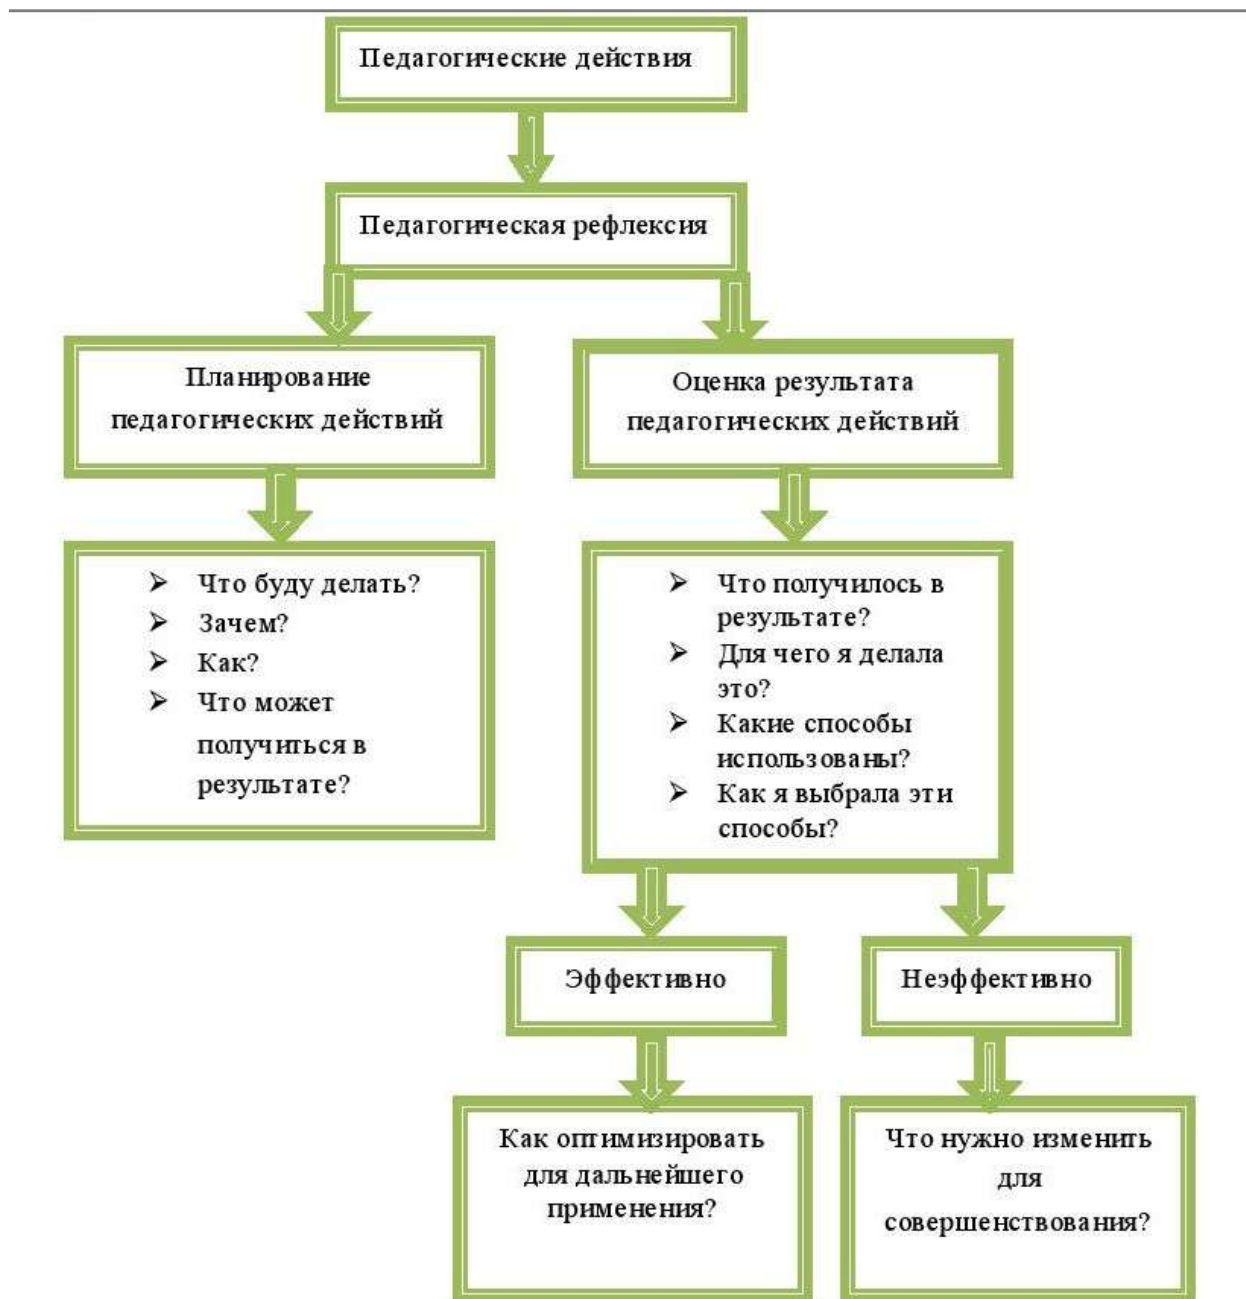 Педагогические действия
Педагогическая рефлексия
Планирование
педагогических действий
Оценка результата
педагогических действий
➤ Что буду делать?
➤ Зачем?
➤ Как?
➤ Что может
получиться в
результате?
➤ Что получилось в
результате?
➤ Для чего я делала
это?
➤ Какие способы
использованы?
➤ Как я выбрала эти
способы?
Эффективно
Неэффективно
Как оптимизировать
для дальнейшего
применения?
Что нужно изменить
для
совершенствования?